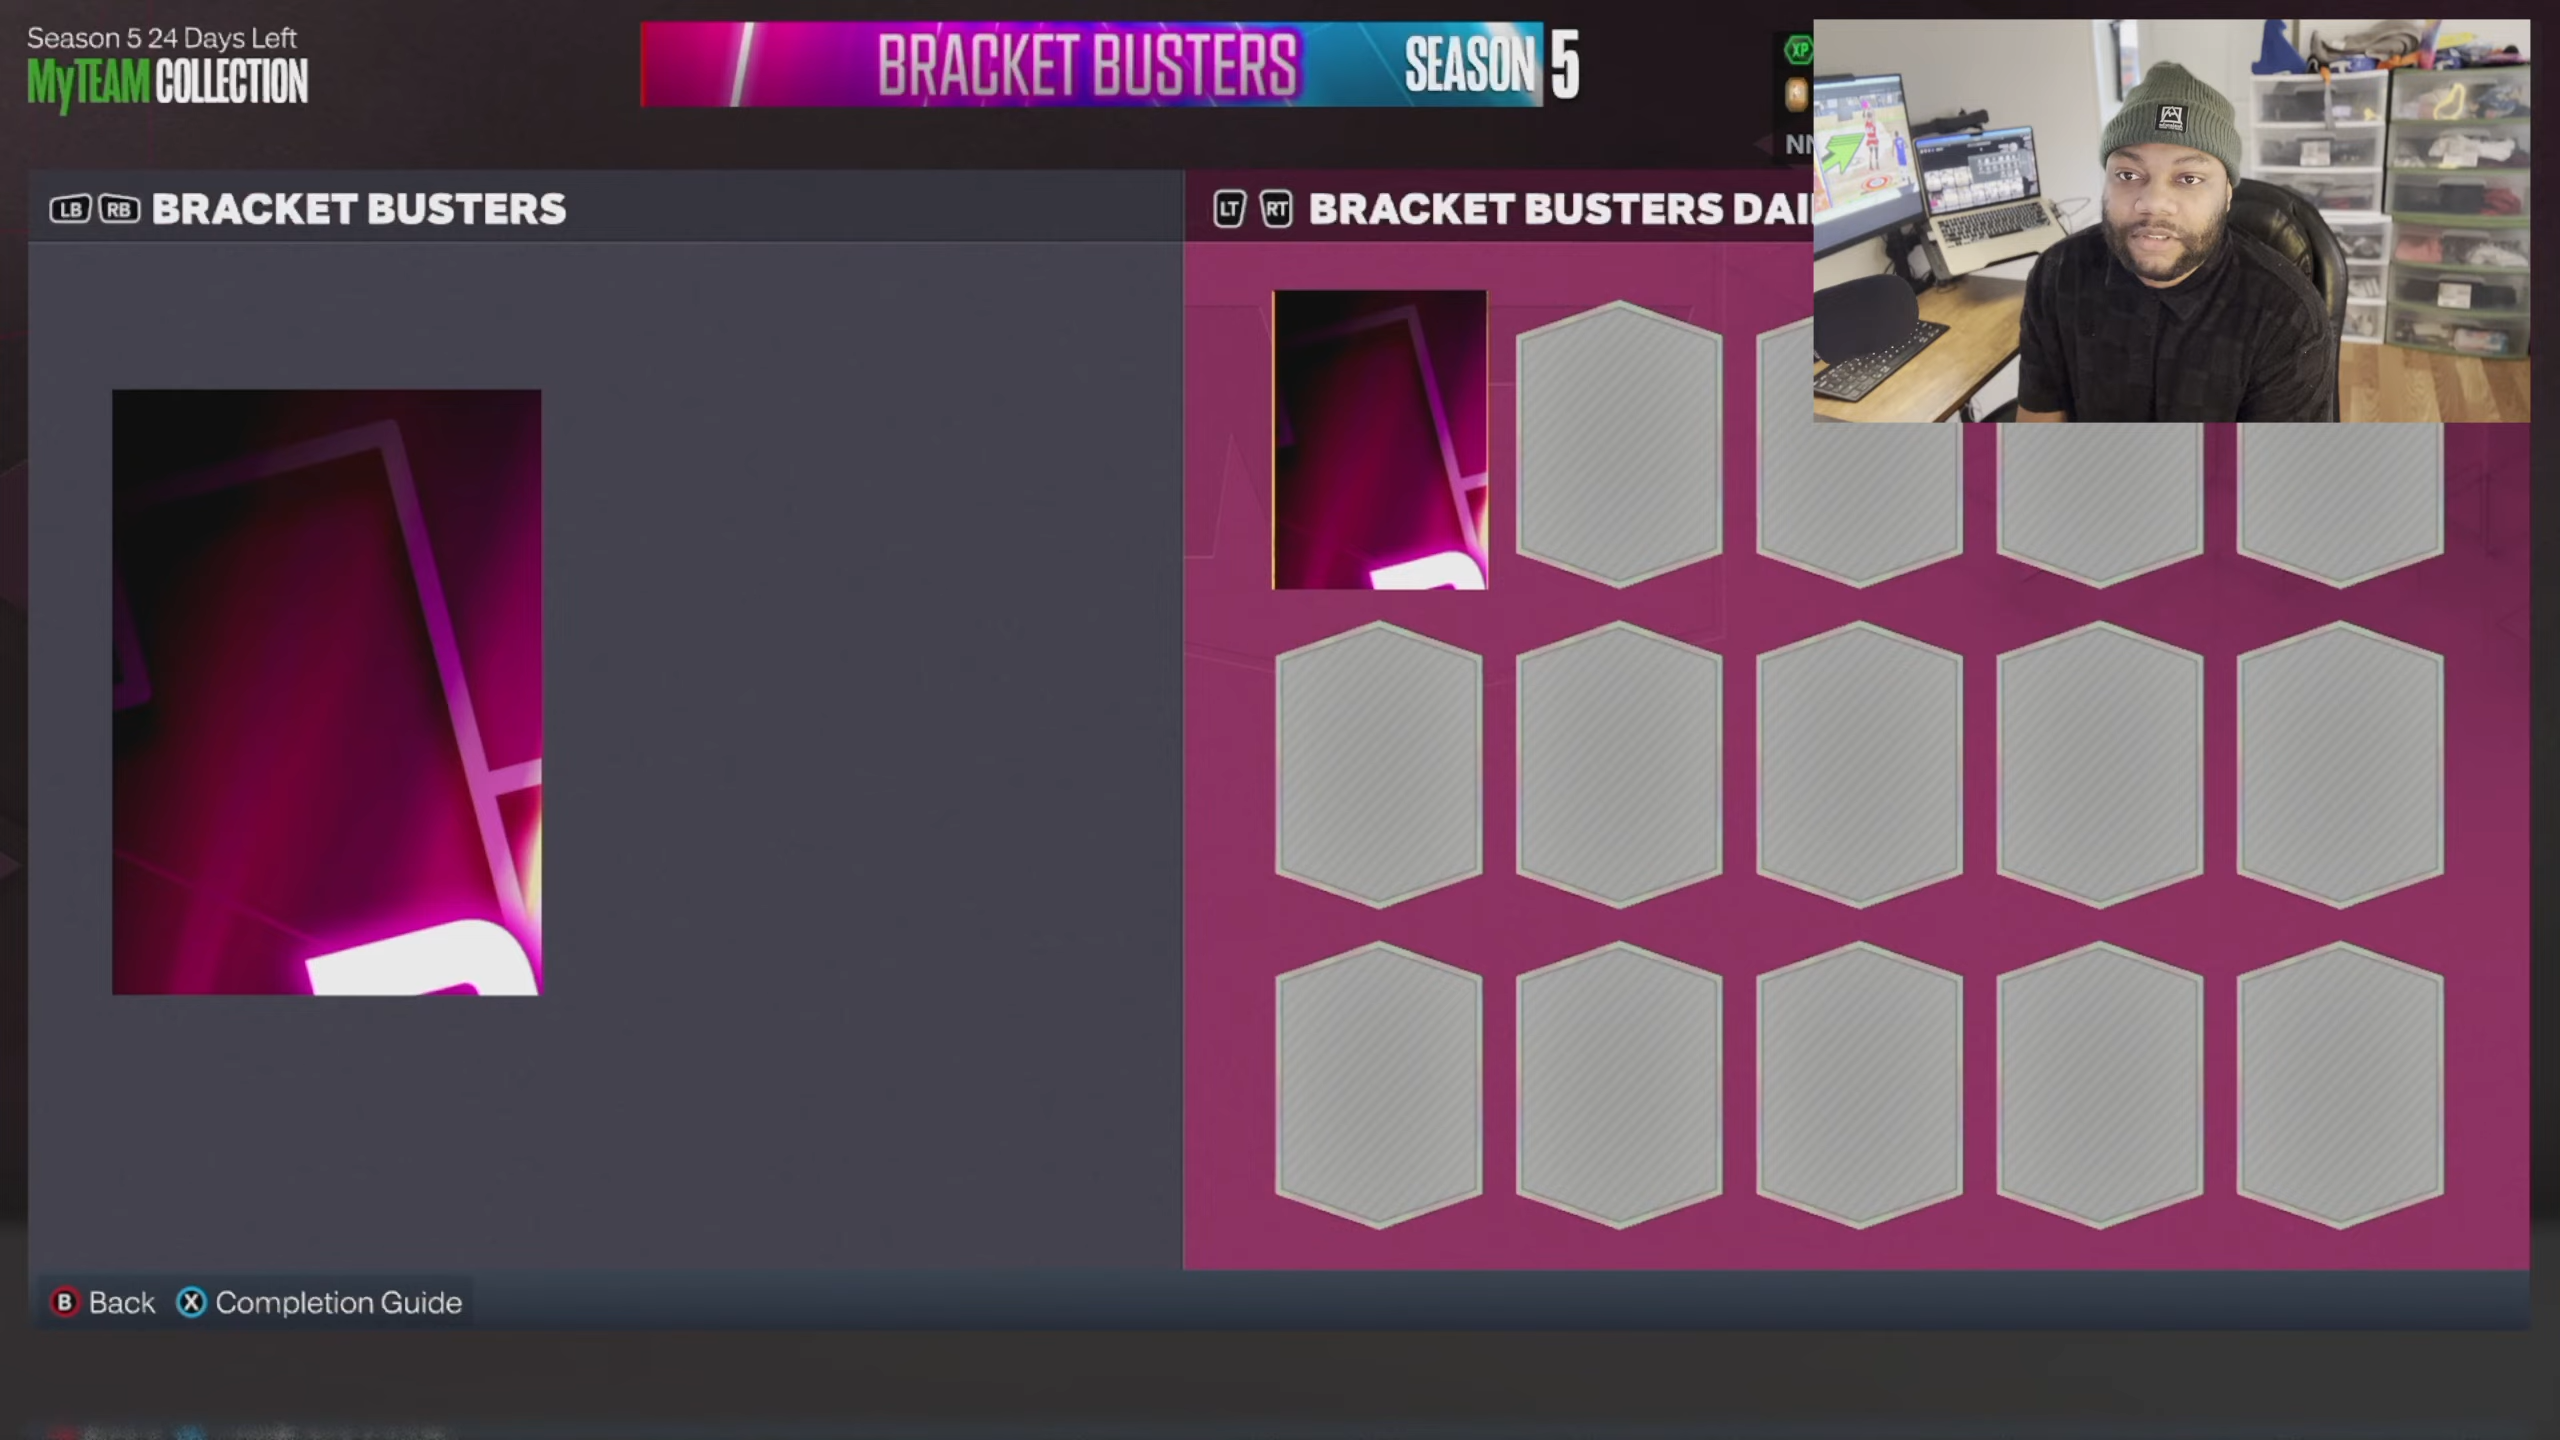 Season 5 24 Days Left
MyTEAM COLLECTION
BRACKET BUSTERS
SEASON 5
XP
LB RB BRACKET BUSTERS
LT RT BRACKET BUSTERS DAI
B Back X Completion Guide